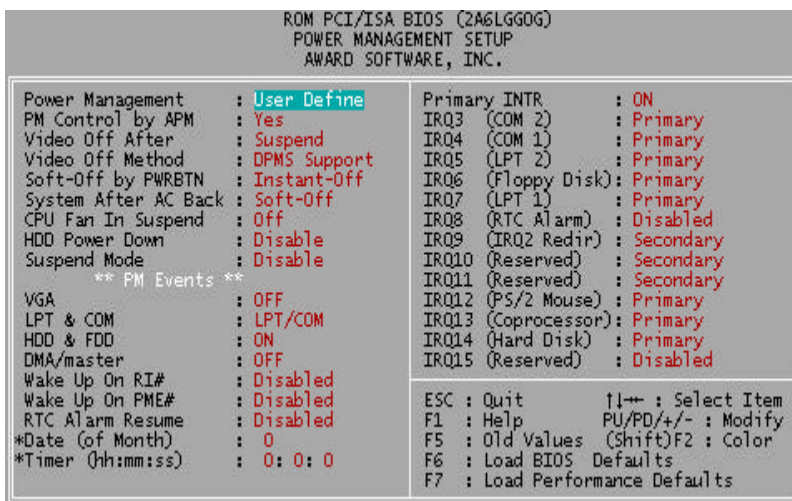 ROM PCI/ISA BIOS (2A6LGG0G)
POWER MANAGEMENT SETUP
AWARD SOFTWARE, INC.
Power Management : User Define
PM Control by APM : Yes
Video Off After : Suspend
Video Off Method : DPMS Support
Soft-Off by PWRBTN : Instant-Off
System After AC Back : Soft-Off
CPU Fan In Suspend : Off
HDD Power Down : Disable
Suspend Mode : Disable
** PM Events **
VGA : OFF
LPT & COM : LPT/COM
HDD & FDD : ON
DMA/master : OFF
Wake Up On RI# : Disabled
Wake Up On PME# : Disabled
RTC Alarm Resume : Disabled
*Date (of Month) : 0
*Timer (hh:mm:ss) : 0: 0: 0
Primary INTR : ON
IRQ3 (COM 2) : Primary
IRQ4 (COM 1) : Primary
IRQ5 (LPT 2) : Primary
IRQ6 (Floppy Disk): Primary
IRQ7 (LPT 1) : Primary
IRQ8 (RTC Alarm) : Disabled
IRQ9 (IRQ2 Redir) : Secondary
IRQ10 (Reserved) : Secondary
IRQ11 (Reserved) : Secondary
IRQ12 (PS/2 Mouse) : Primary
IRQ13 (Coprocessor): Primary
IRQ14 (Hard Disk) : Primary
IRQ15 (Reserved) : Disabled
ESC : Quit ↑↓→← : Select Item
F1 : Help PU/PD/+/- : Modify
F5 : Old Values (Shift)F2 : Color
F6 : Load BIOS Defaults
F7 : Load Performance Defaults